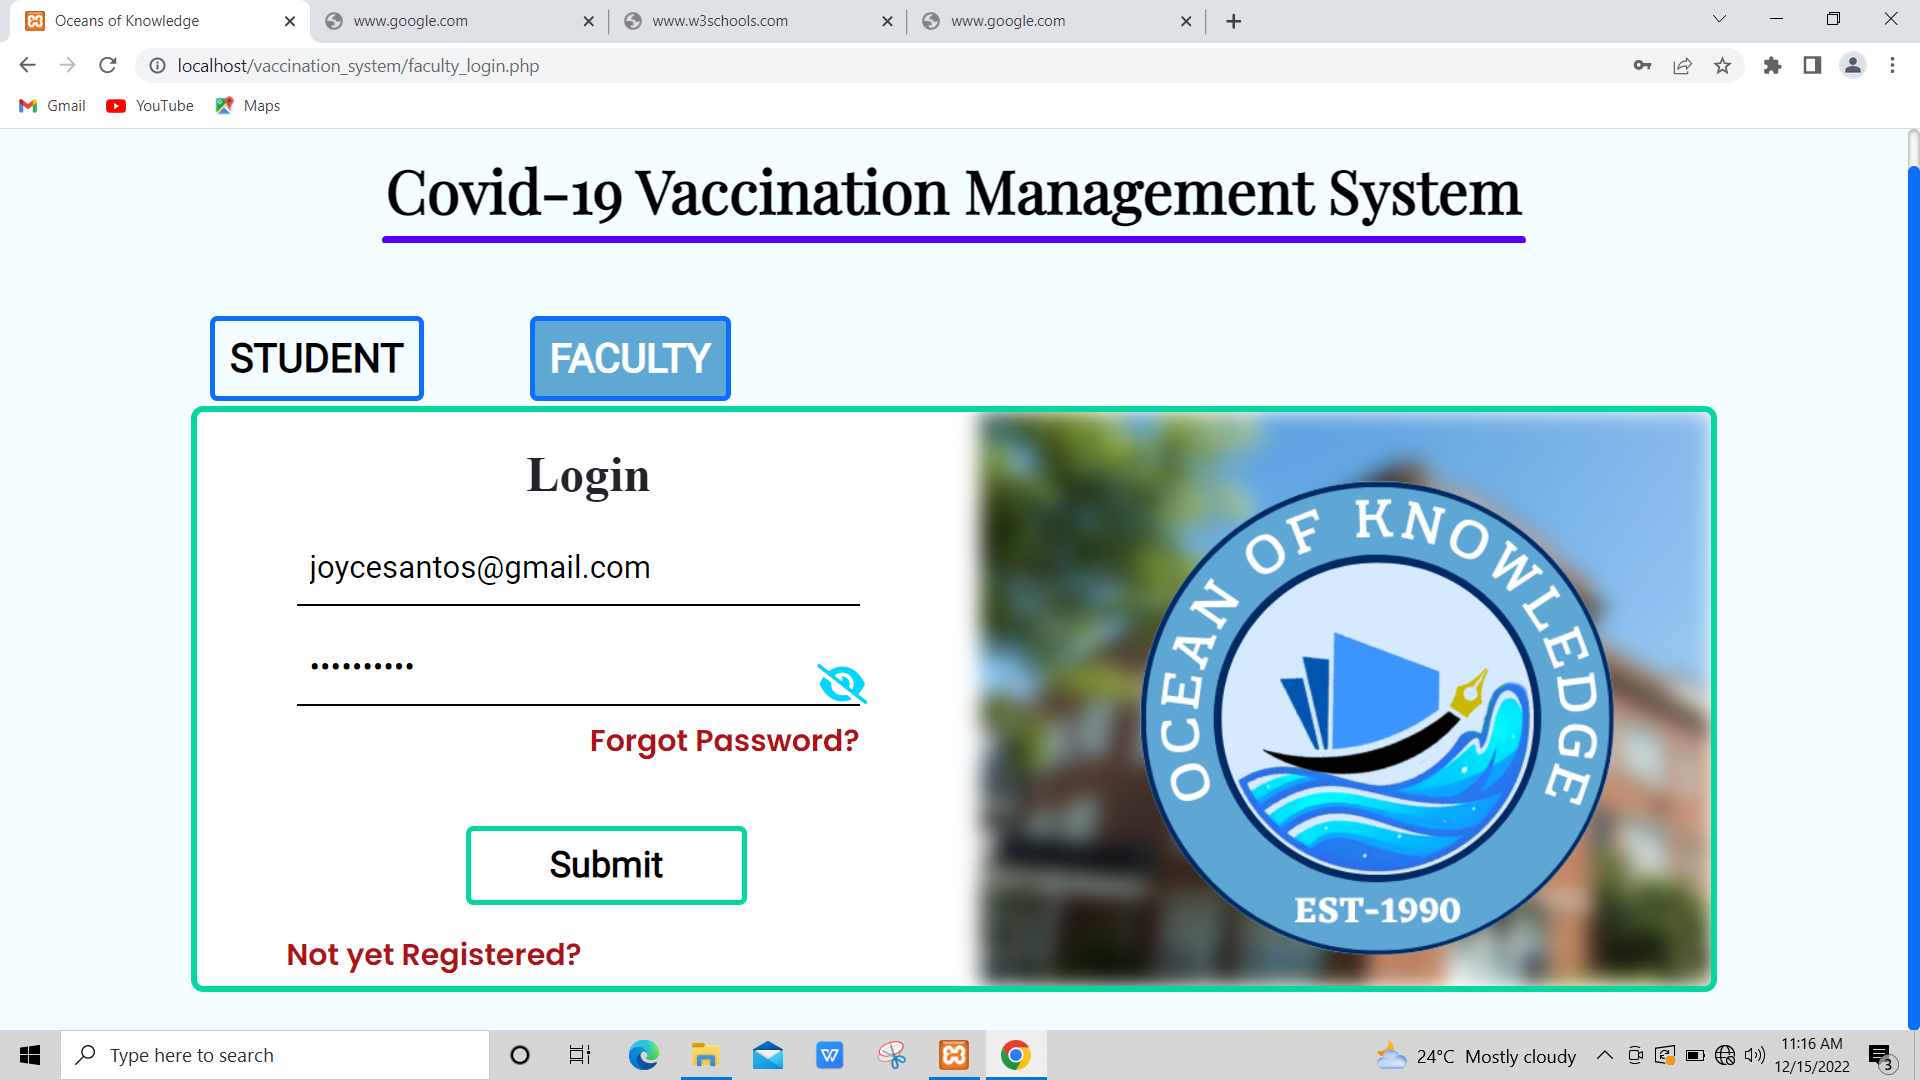 Oceans of Knowledge
www.google.com
www.w3schools.com
www.google.com
localhost/vaccination_system/faculty_login.php
Gmail
YouTube
Maps
Covid-19 Vaccination Management System
STUDENT
FACULTY
Login
joycesantos@gmail.com
••••••••••
Forgot Password?
Submit
Not yet Registered?
OCEAN OF KNOWLEDGE
EST-1990
Type here to search
24°C Mostly cloudy
11:16 AM
12/15/2022
3